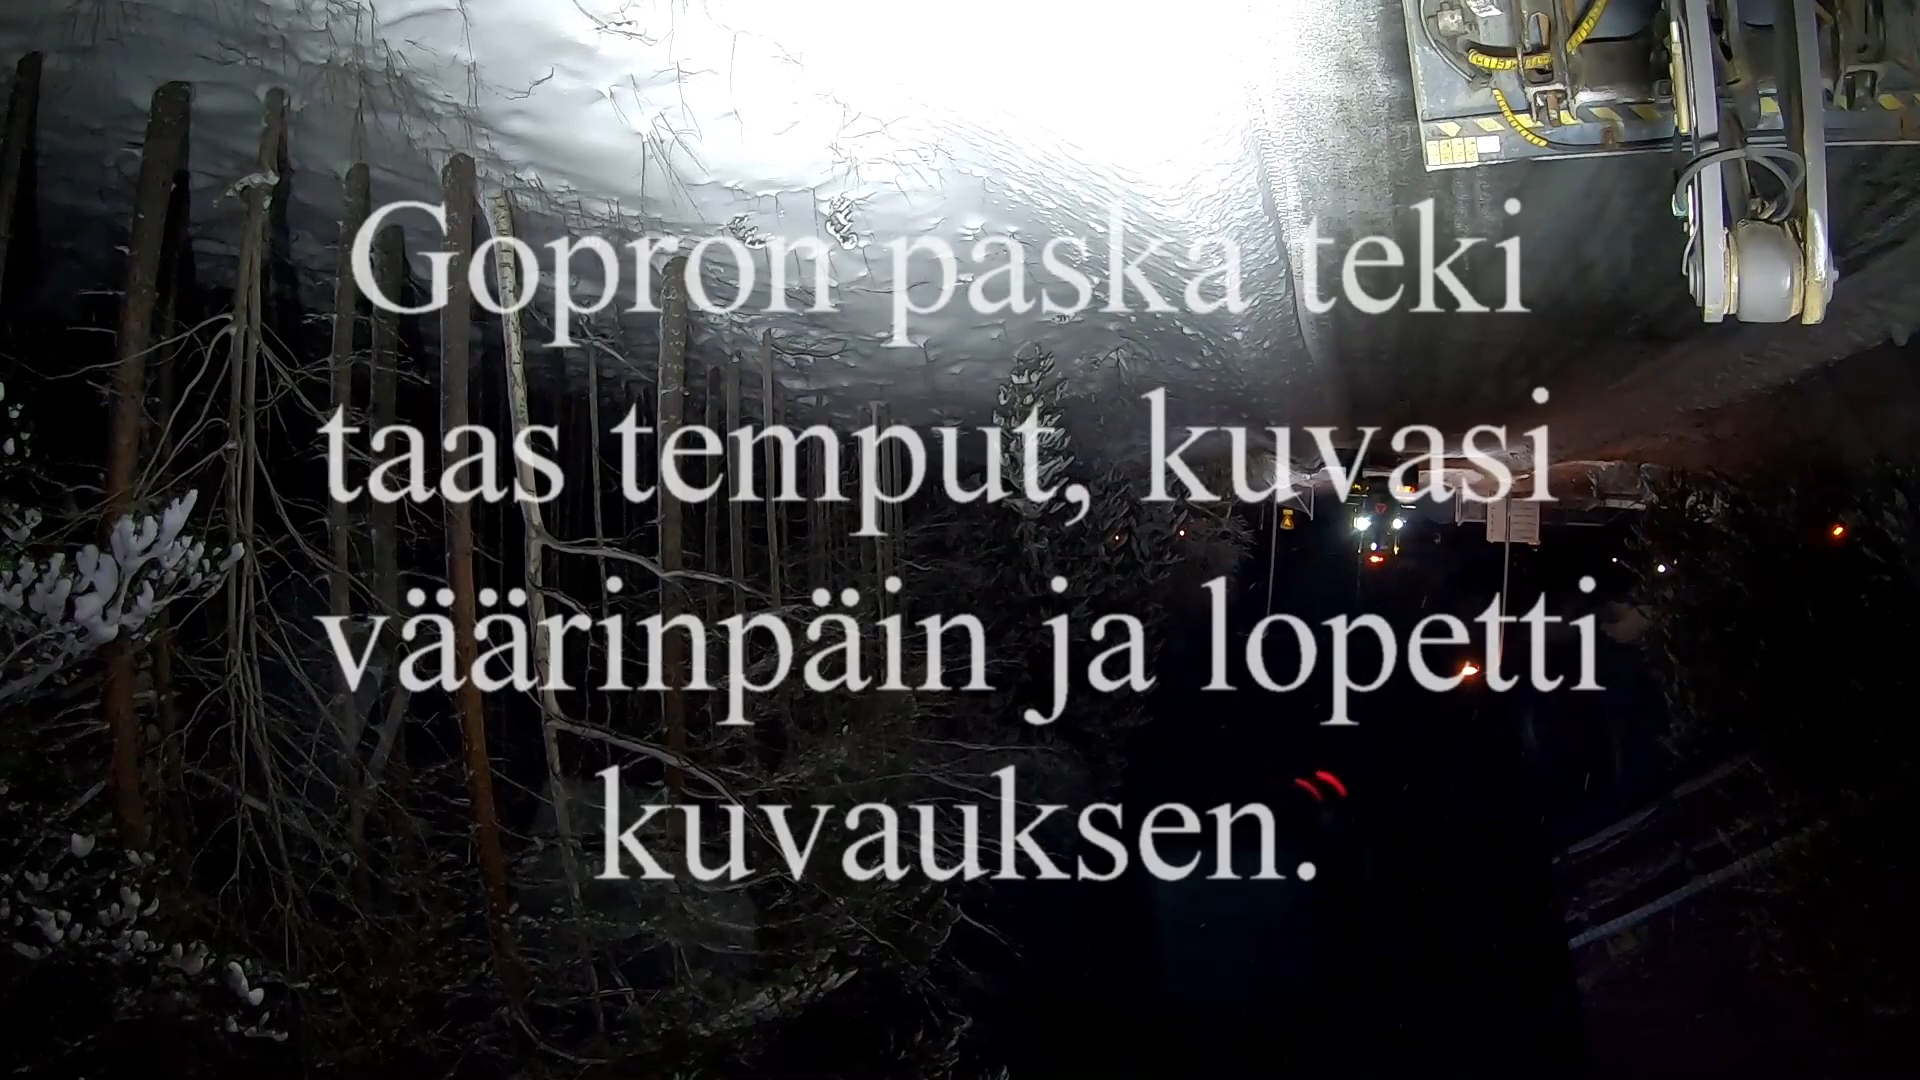 Gopron paska teki
taas temput, kuvasi
väärinpäin ja lopetti
kuvauksen.